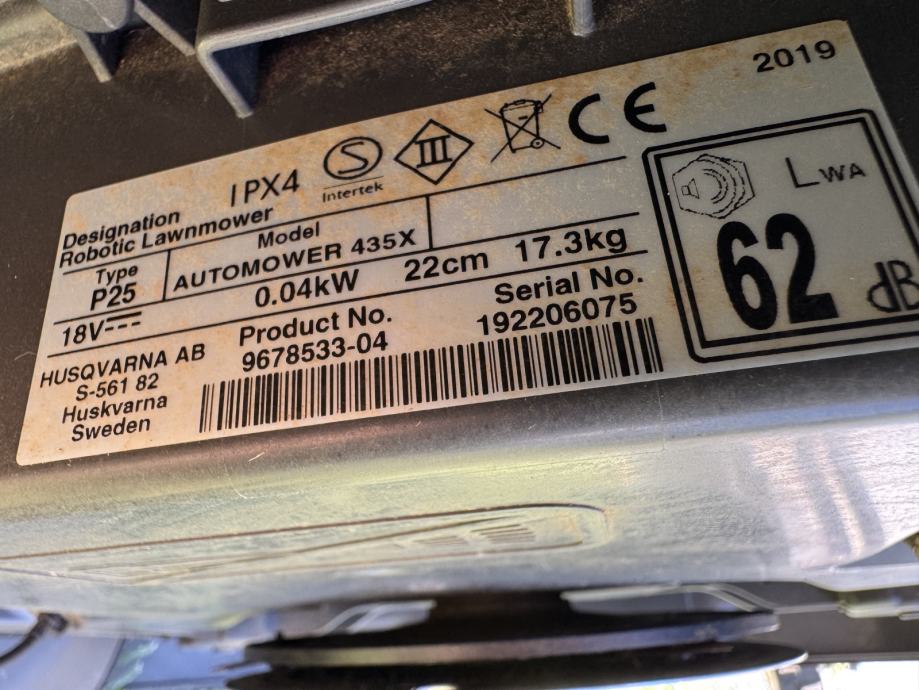 2019
IPX4 S III CE
Intertek
Designation
Robotic Lawnmower
Type Model
P25 AUTOMOWER 435X
18V 0.04kW 22cm 17.3kg
HUSQVARNA AB
S-561 82
Huskvarna
Sweden
Product No.
9678533-04
Serial No.
192206075
LWA
62
dB